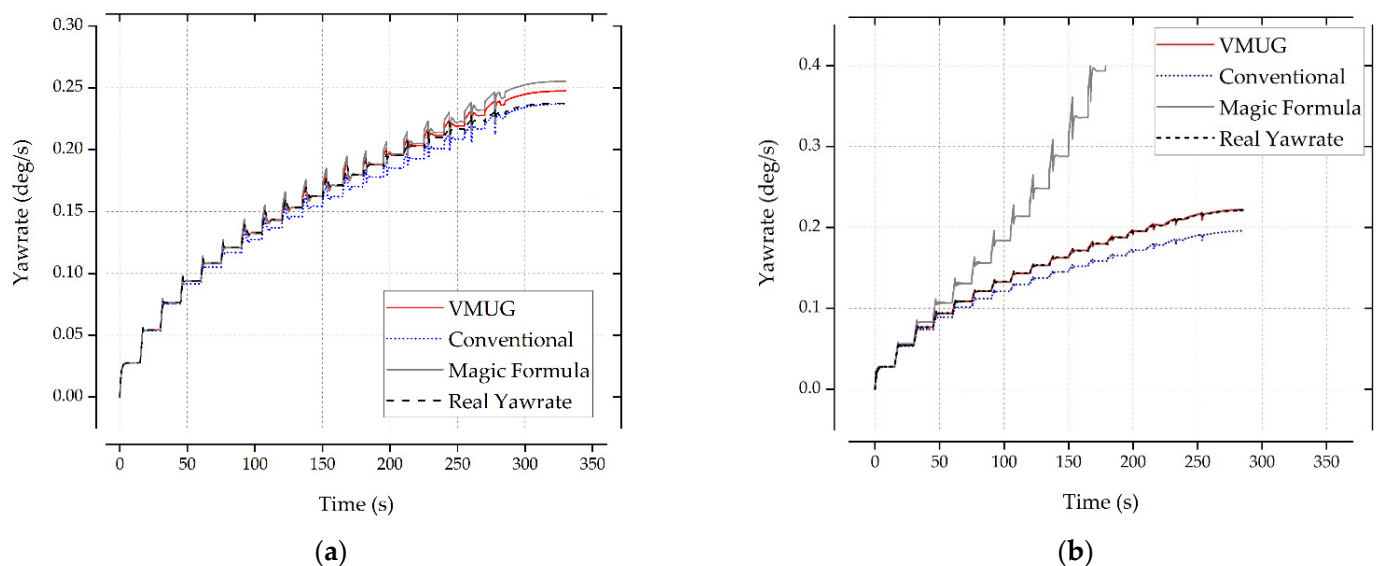 0.30
0.25
0.20
0.15
0.10
0.05
0.00
Yawrate (deg/s)
VMUG
Conventional
Magic Formula
Real Yawrate
0 50 100 150 200 250 300 350
Time (s)
(a)
0.4
0.3
0.2
0.1
0.0
Yawrate (deg/s)
VMUG
Conventional
Magic Formula
Real Yawrate
0 50 100 150 200 250 300 350
Time (s)
(b)